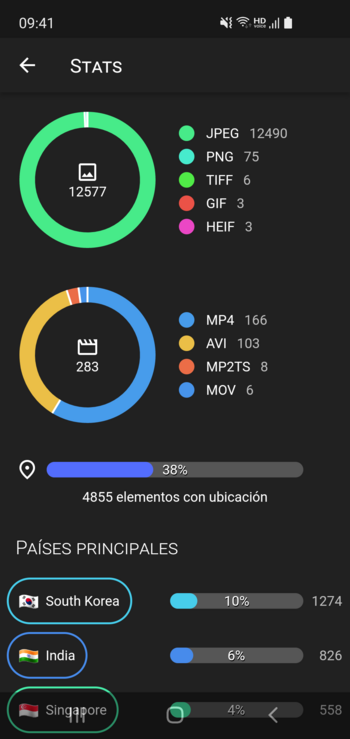 09:41
HD
VOICE
STATS
12577
JPEG 12490
PNG 75
TIFF 6
GIF 3
HEIF 3
283
MP4 166
AVI 103
MP2TS 8
MOV 6
38%
4855 elementos con ubicación
PAÍSES PRINCIPALES
South Korea 10% 1274
India 6% 826
Singapore 4% 558